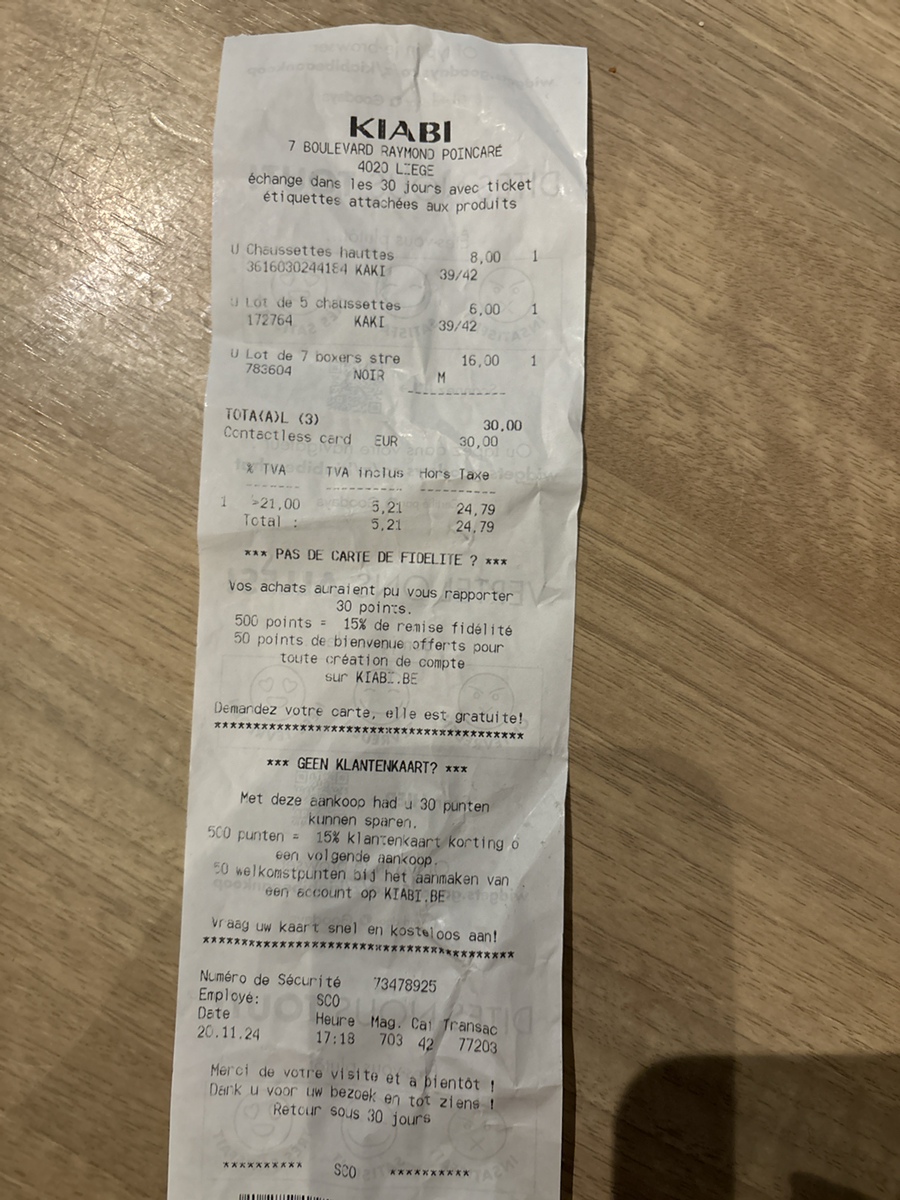 KIABI
7 BOULEVARD RAYMOND POINCARÉ
4020 LIEGE
échange dans les 30 jours avec ticket
étiquettes attachées aux produits
U Chaussettes hauttes 8,00 1
3616030244184 KAKI 39/42
U Lot de 5 chaussettes 6,00 1
172764 KAKI 39/42
U Lot de 7 boxers stre 16,00 1
783604 NOIR M
-------------
TOTA(A)L (3) 30,00
Contactless card EUR 30,00
% TVA TVA inclus Hors Taxe
------- ---------- ----------
1 >21,00 5,21 24,79
Total : 5,21 24,79
*** PAS DE CARTE DE FIDELITE ? ***
Vos achats auraient pu vous rapporter
30 points.
500 points = 15% de remise fidélité
50 points de bienvenue offerts pour
toute création de compte
sur KIABI.BE
Demandez votre carte, elle est gratuite!
****************************************
*** GEEN KLANTENKAART? ***
Met deze aankoop had u 30 punten
kunnen sparen.
500 punten = 15% klantenkaart korting o
een volgende aankoop.
50 welkomstpunten bij het aanmaken van
een account op KIABI.BE
Vraag uw kaart snel en kosteloos aan!
****************************************
Numéro de Sécurité 73478925
Employé: SCO
Date Heure Mag. Cai Transac
20.11.24 17:18 703 42 77203
Merci de votre visite et a bientôt !
Dank u voor uw bezoek en tot ziens !
Retour sous 30 jours
********** SCO **********